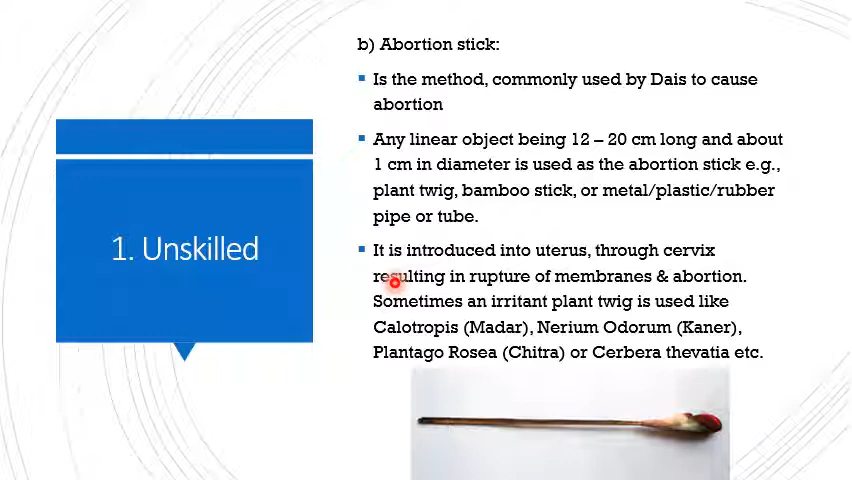 b) Abortion stick:
Is the method, commonly used by Dais to cause
abortion
Any linear object being 12 – 20 cm long and about
1 cm in diameter is used as the abortion stick e.g.,
plant twig, bamboo stick, or metal/plastic/rubber
pipe or tube.
1. Unskilled
It is introduced into uterus, through cervix
resulting in rupture of membranes & abortion.
Sometimes an irritant plant twig is used like
Calotropis (Madar), Nerium Odorum (Kaner),
Plantago Rosea (Chitra) or Cerbera thevatia etc.